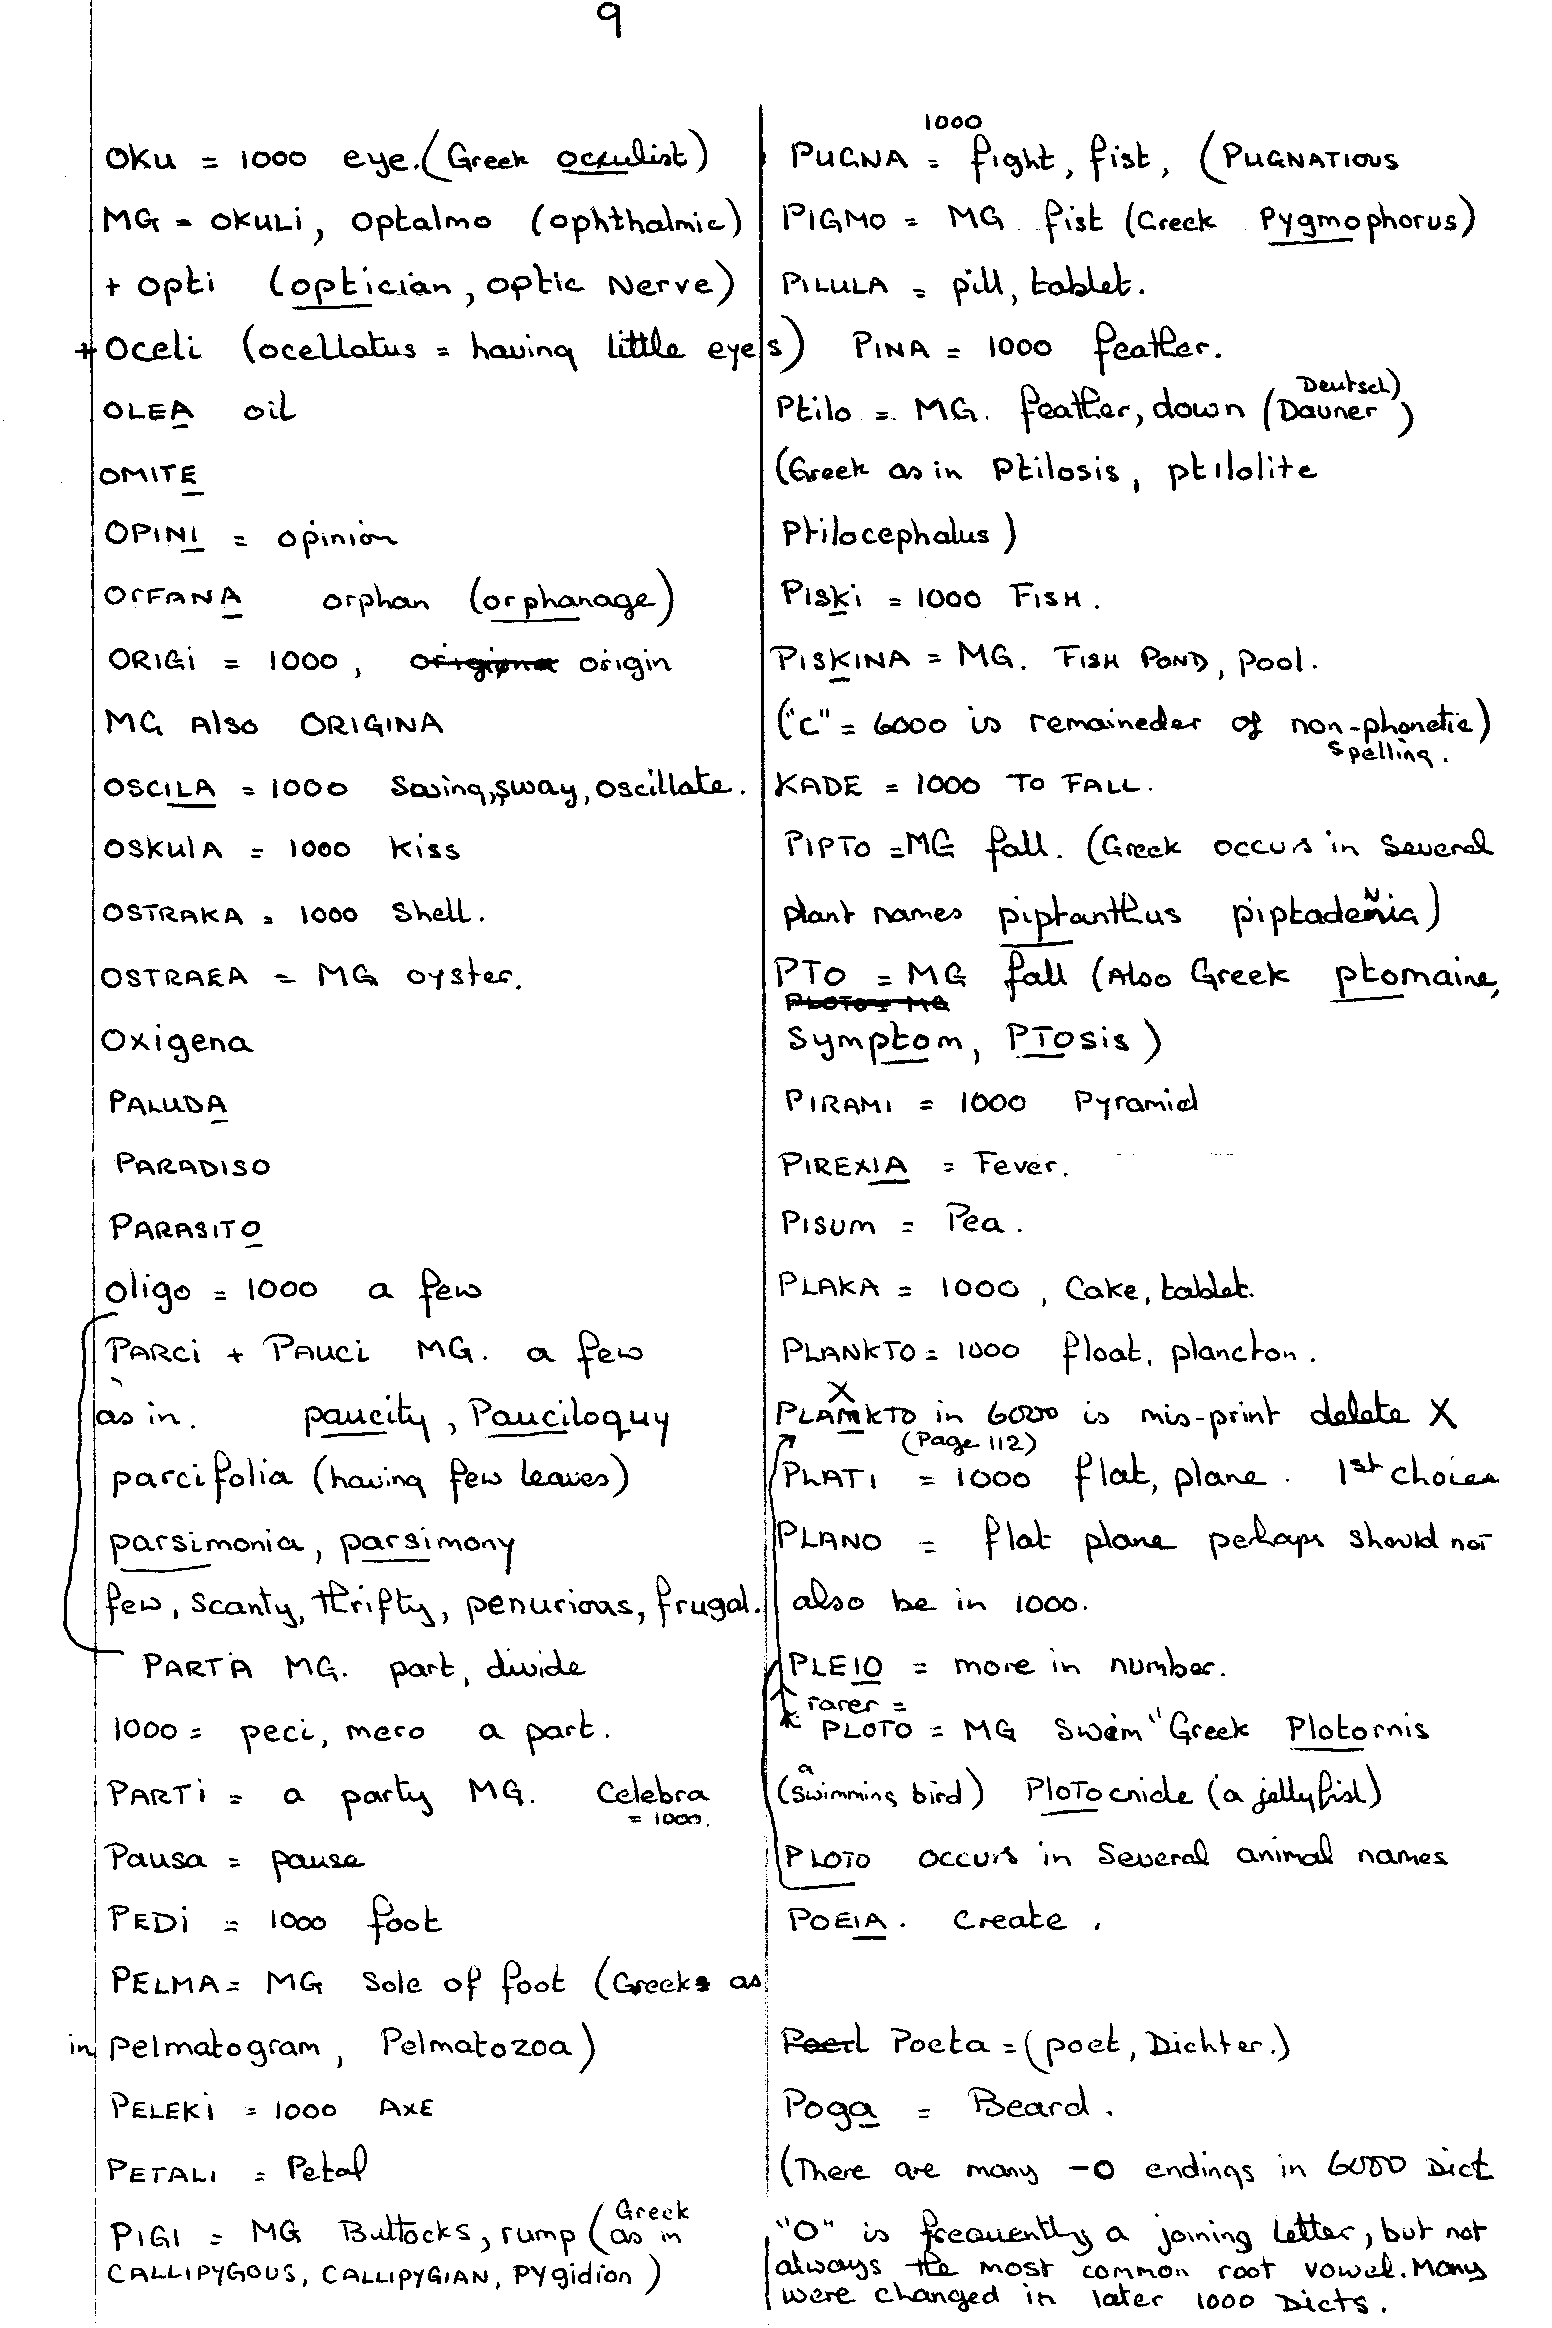 9
OKu = 1000 eye. (Greek occulist)
MG = OKULi, Optalmo (ophthalmic)
+ Opti (optician, optic Nerve)
+ Oceli (ocellatus = having little eyes)
OLEA oil
OMITE
OPINI = opinion
ORFANA orphan (orphanage)
ORIGi = 1000, origin
MG Also ORIGINA
OSCILA = 1000 Swing, sway, oscillate.
OSKulA = 1000 Kiss
OSTRAKA = 1000 Shell.
OSTRAEA = MG oyster.
Oxigena
PALUDA
PARADISO
PARASITO
Oligo = 1000 a few
PARCi + PAUCi MG. a few
as in. paucity, Pauciloquy
parcifolia (having few leaves)
parsimonia, parsimony
few, scanty, thrifty, penurious, frugal.
PARTA MG. part, divide
1000 = peci, mero a part.
PARTi = a party MG. Celebra
= 1000.
Pausa = pause
PEDi = 1000 foot
PELMA = MG Sole of foot (Greek as
in pelmatogram, Pelmatozoa)
PELEKi = 1000 AXE
PETALI = Petal
PIGI = MG Buttocks, rump (Greek as in
CALLIPYGOUS, CALLIPYGIAN, PYgidion)
1000
PUGNA = fight, fist, (PUGNATIOUS
PIGMO = MG fist (Greek Pygmophorus)
PILULA = pill, tablet.
PINA = 1000 feather.
Deutsch)
Ptilo = MG. feather, down (Dauner)
(Greek as in Ptilosis, ptilolite
Ptilocephalus)
PisKi = 1000 FISH.
PISKINA = MG. FISH POND, pool.
("C" = 6000 is remaineder of non-phonetic)
Spelling.
KADE = 1000 TO FALL.
PIPTO = MG fall. (Greek occurs in Several
plant names piptanthus piptadenia)
PTO = MG fall (Also Greek ptomaine,
PLOTO = MG
Symptom, PTOsis)
PIRAMI = 1000 Pyramid
PIREXIA = Fever.
PISUM = Pea.
PLAKA = 1000, Cake, tablet.
PLANKTO = 1000 float, plancton.
X
PLAMKTO in 6000 is mis-print delete X
(Page 112)
PLATI = 1000 flat, plane. 1st choice
PLANO = flat plane perhaps should not
also be in 1000.
PLEIO = more in number.
rarer =
PLOTO = MG Swim" Greek Plotornis
(a Swimming bird) PloTocnide (a jellyfish)
PLOTO occurs in Several animal names
POEIA. Create.
Poeta = (poet, Dichter.)
Poga = Beard.
(There are many -O endings in 6000 Dict
"O" is frequently a joining letter, but not
always the most common root vowel. Many
were changed in later 1000 Dicts.